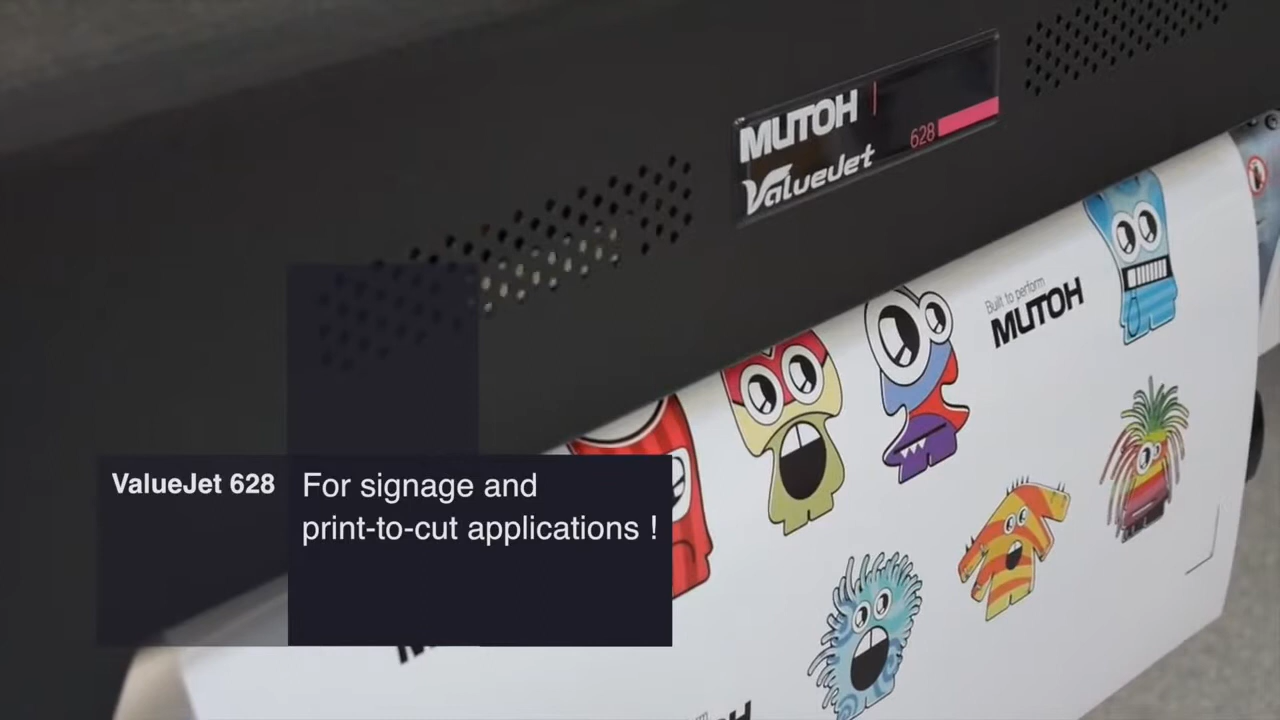 MUTOH
ValueJet
628
Built to perform
MUTOH
ValueJet 628
For signage and
print-to-cut applications !